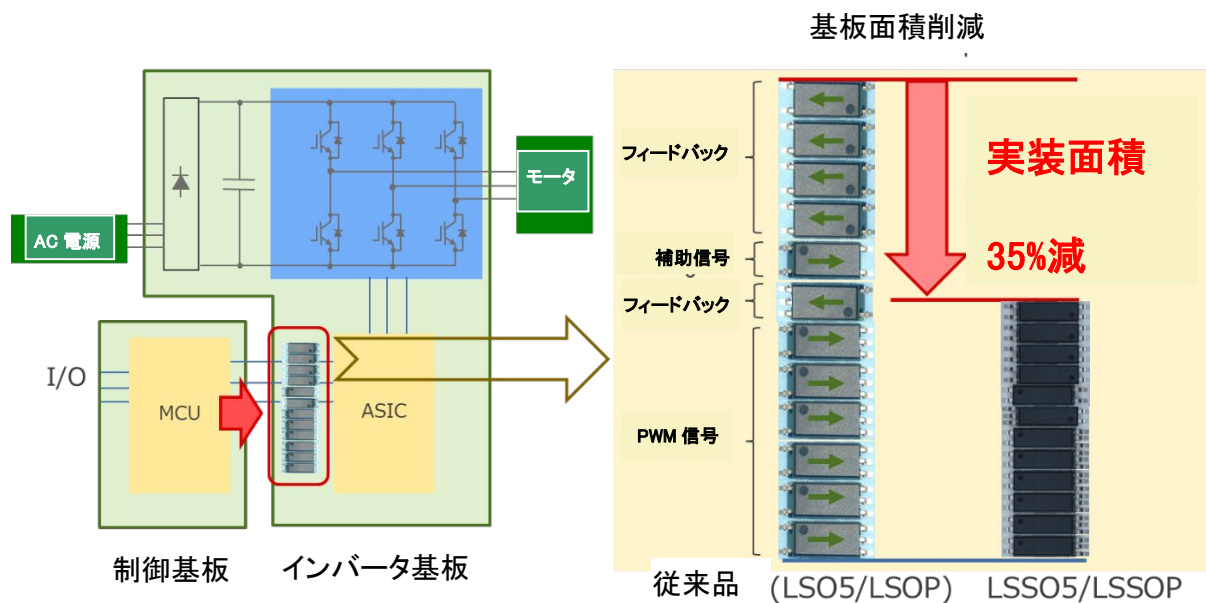 基板面積削減
フィードバック
実装面積
モータ
AC 電源
補助信号
35%減
フィードバック
I/O
MCU
ASIC
PWM 信号
制御基板
インバータ基板
従来品
(LSO5/LSOP)
LSSO5/LSSOP